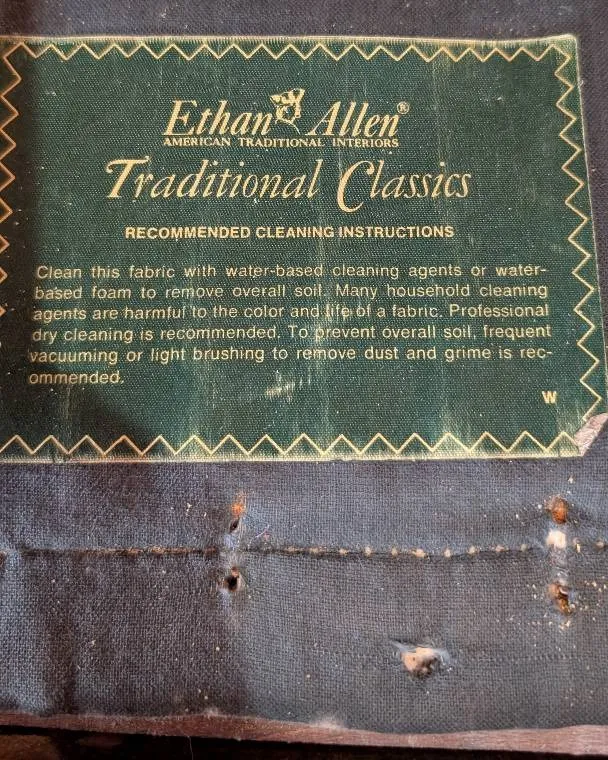 Ethan Allen®
AMERICAN TRADITIONAL INTERIORS
Traditional Classics
RECOMMENDED CLEANING INSTRUCTIONS
Clean this fabric with water-based cleaning agents or water-
based foam to remove overall soil. Many household cleaning
agents are harmful to the color and life of a fabric. Professional
dry cleaning is recommended. To prevent overall soil, frequent
vacuuming or light brushing to remove dust and grime is rec-
ommended.
W